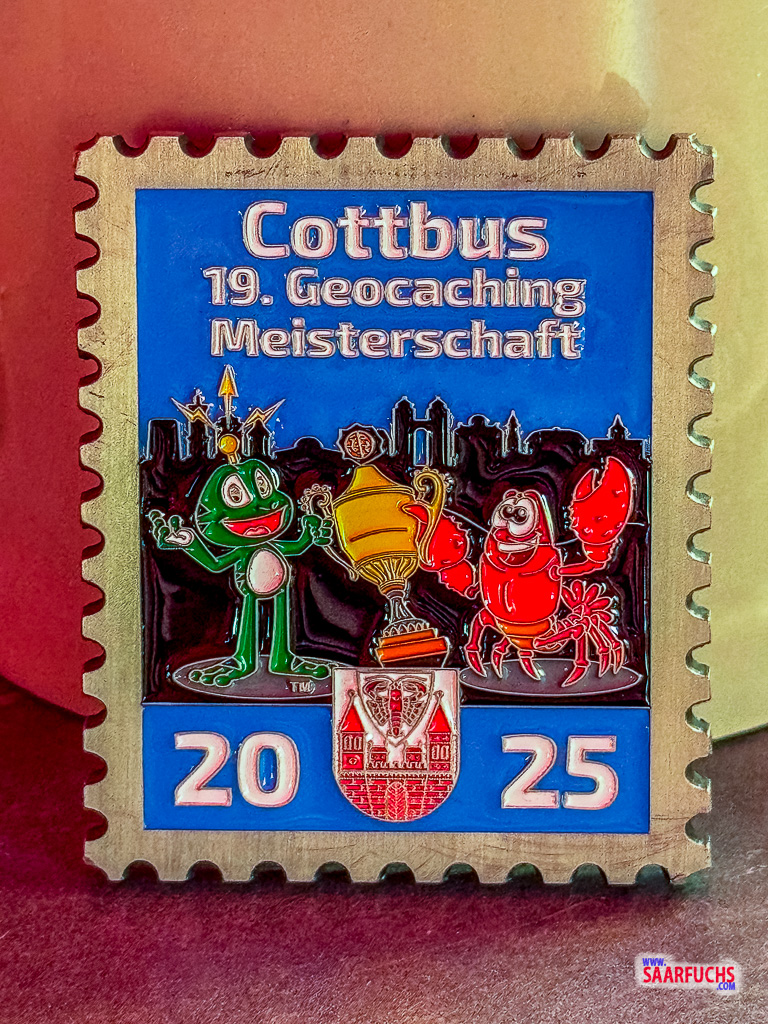 Cottbus
19. Geocaching
Meisterschaft
TM
20 25
WWW.
SAARFUCHS
.COM